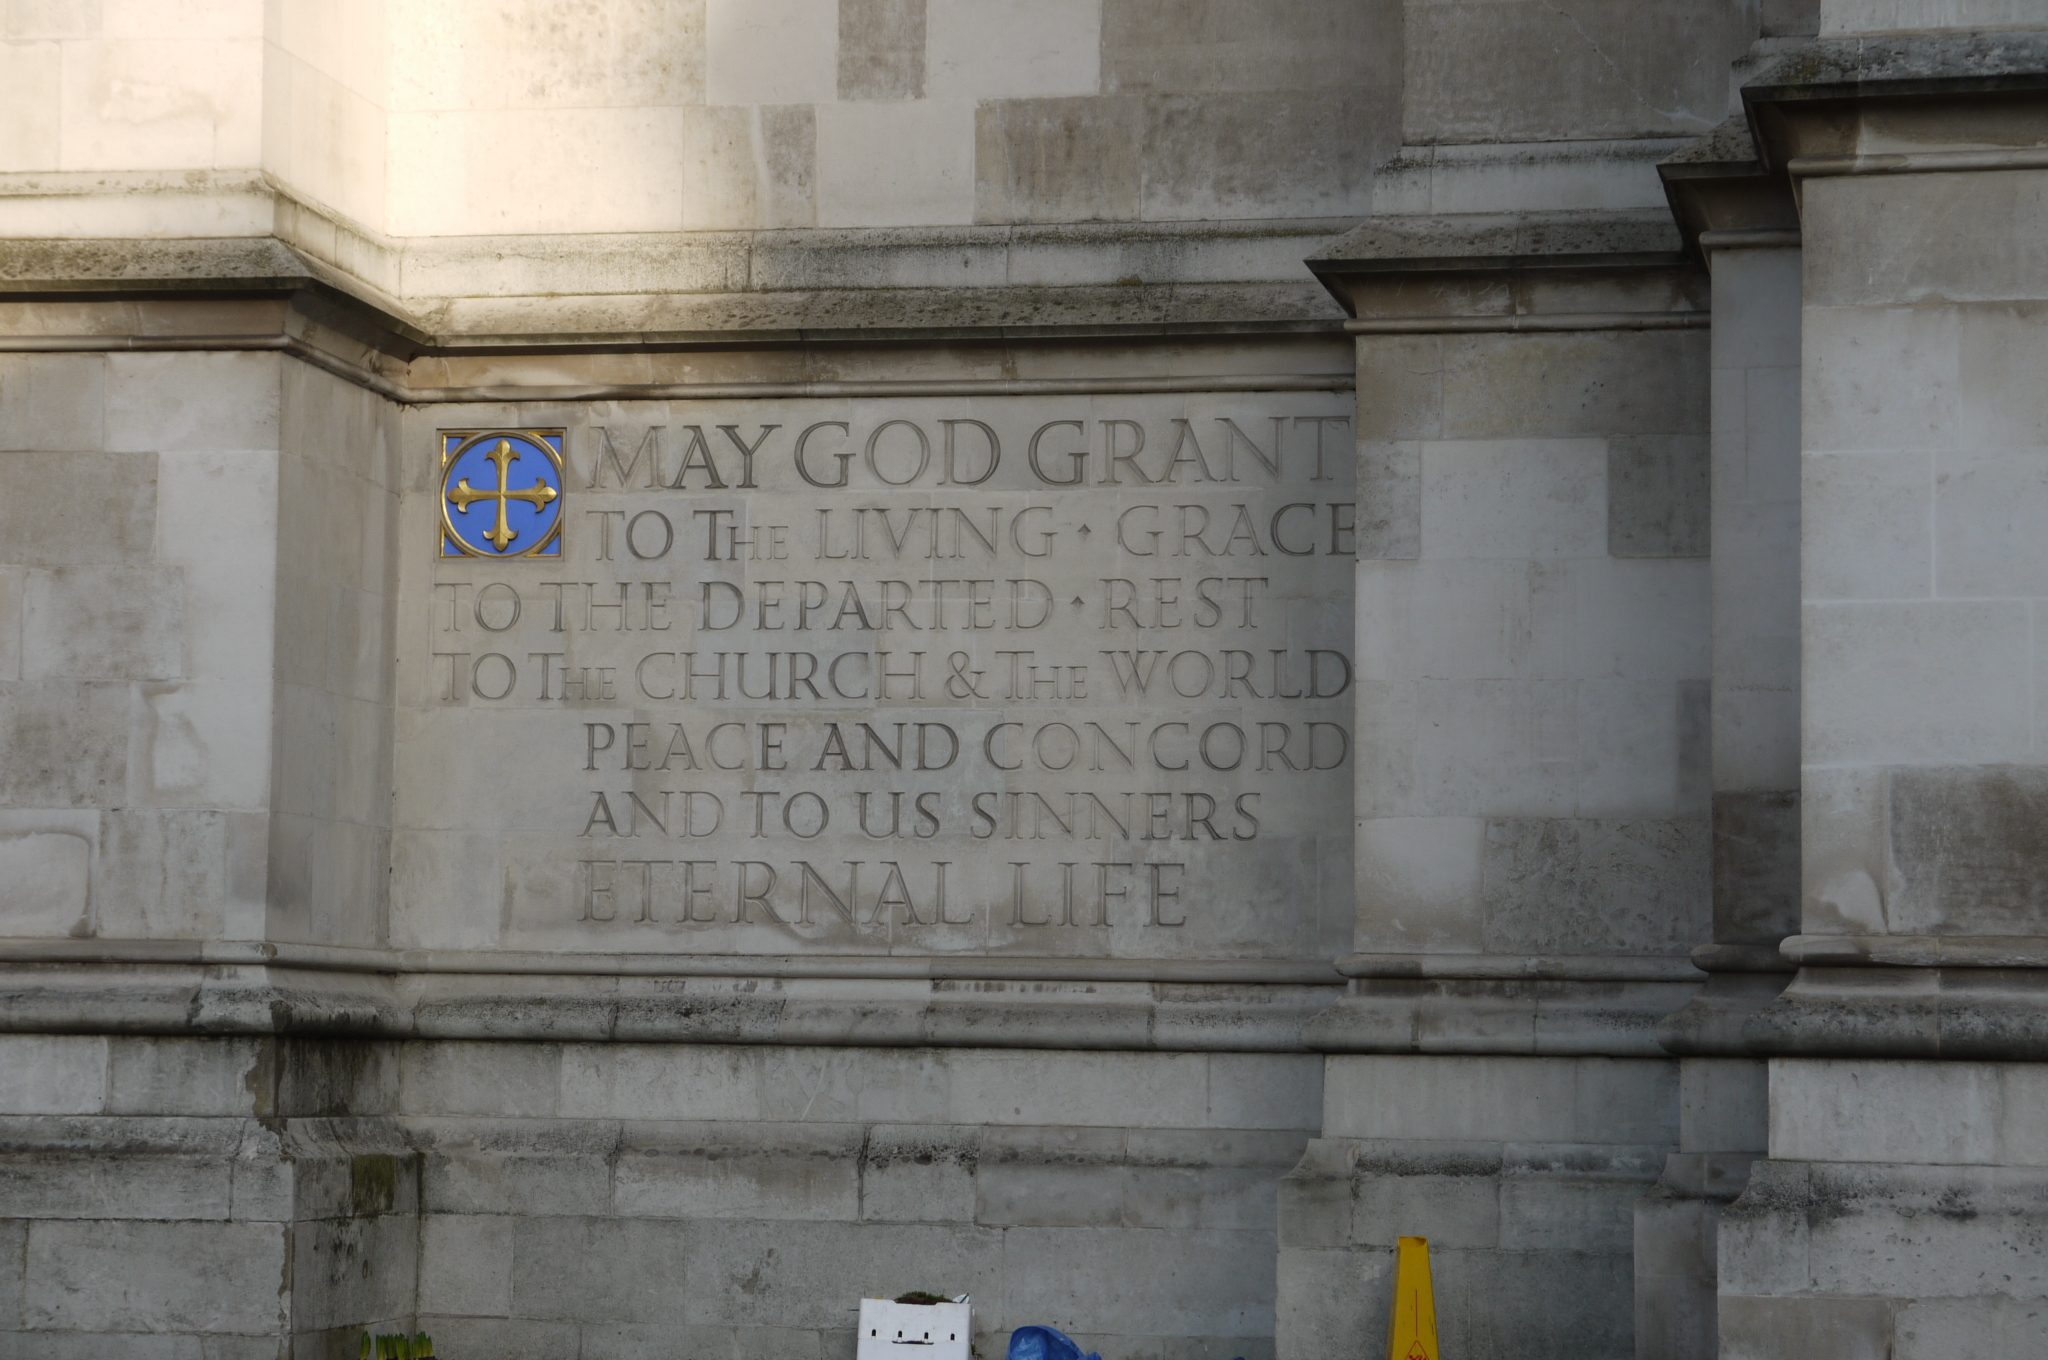 MAY GOD GRANT
TO THE LIVING · GRACE
TO THE DEPARTED · REST
TO THE CHURCH & THE WORLD
PEACE AND CONCORD
AND TO US SINNERS
ETERNAL LIFE